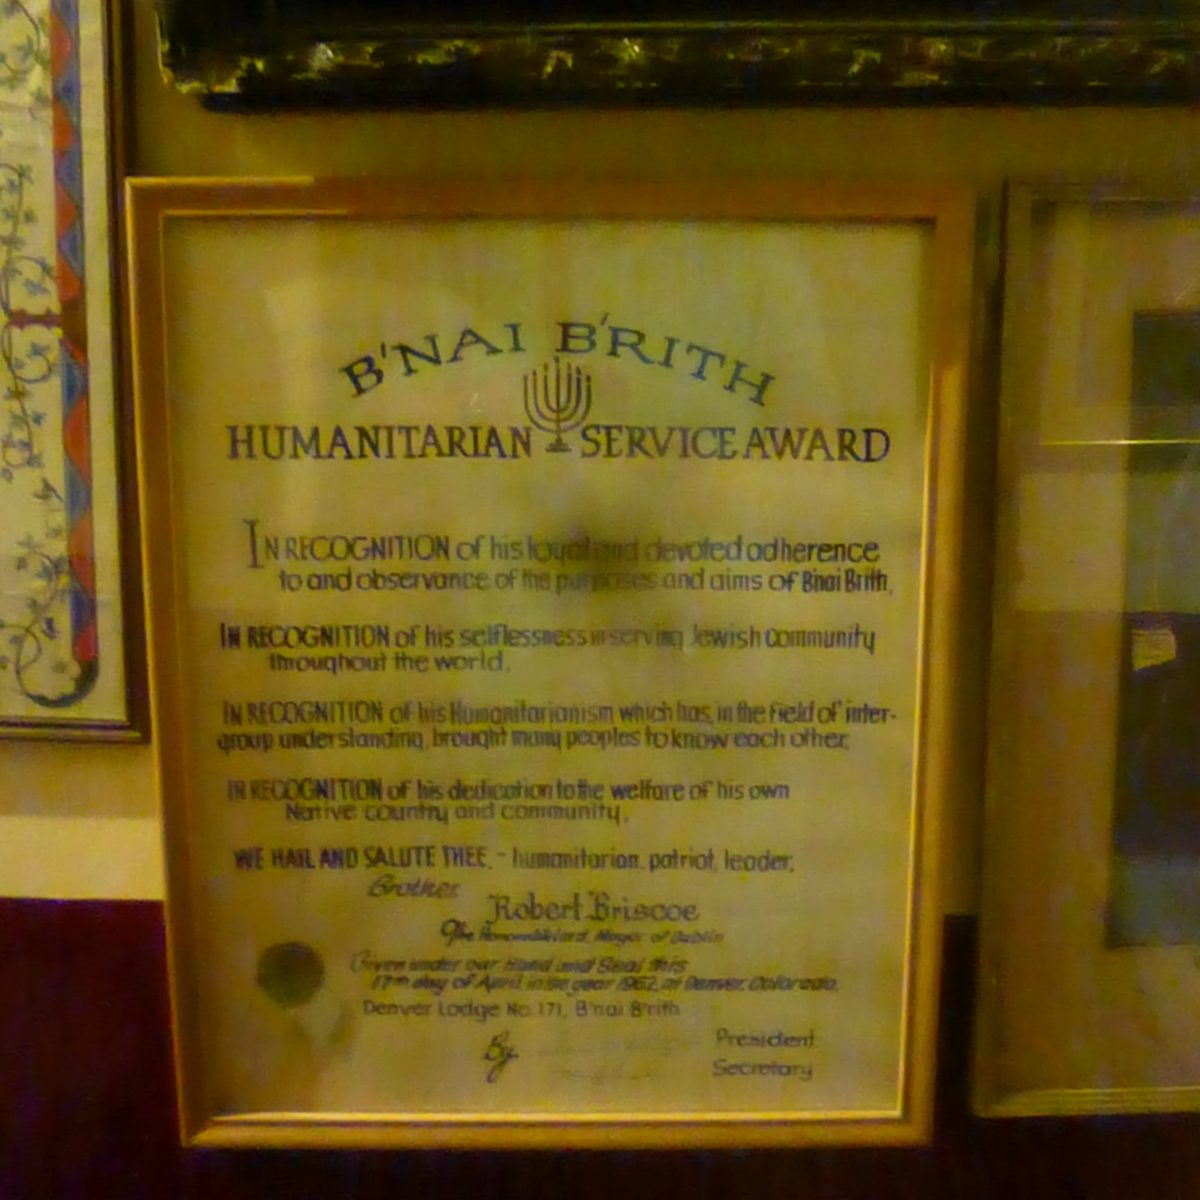 B'NAI B'RITH
HUMANITARIAN SERVICE AWARD
IN RECOGNITION of his loyal and devoted adherence
to and observance of the purposes and aims of B'nai Brith,
IN RECOGNITION of his selflessness in serving Jewish Community
throughout the world,
IN RECOGNITION of his Humanitarianism which has, in the Field of inter-
group understanding, brought many peoples to know each other,
IN RECOGNITION of his dedication to the welfare of his own
Native country and community,
WE HAIL AND SALUTE THEE, - humanitarian, patriot, leader,
Brother
Robert Briscoe
The Honorable Lord, Mayor of Dublin
Given under our Hand and Seal this
17th day of April, in the year 1962, at Denver, Colorado,
Denver Lodge No. 171, B'nai B'rith
By President
Secretary